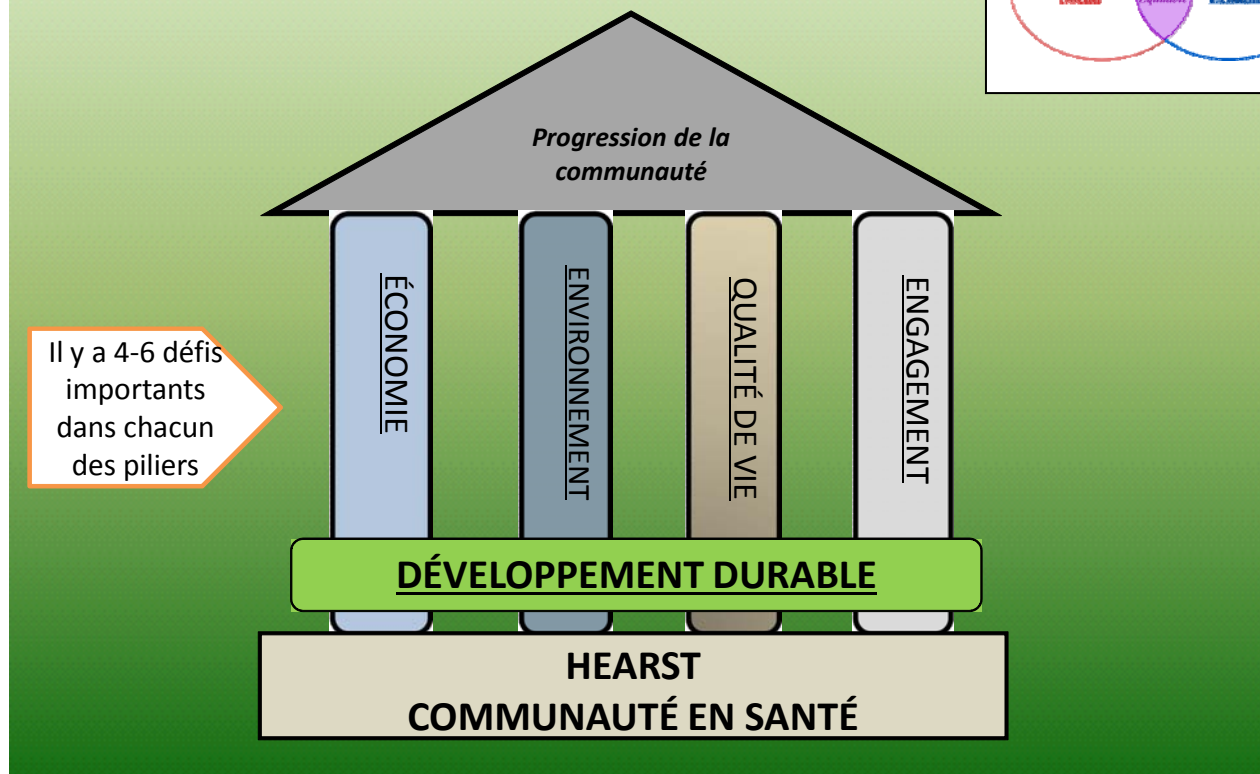 Progression de la
communauté
ÉCONOMIE
ENVIRONNEMENT
QUALITÉ DE VIE
ENGAGEMENT
Il y a 4-6 défis
importants
dans chacun
des piliers
DÉVELOPPEMENT DURABLE
HEARST
COMMUNAUTÉ EN SANTÉ